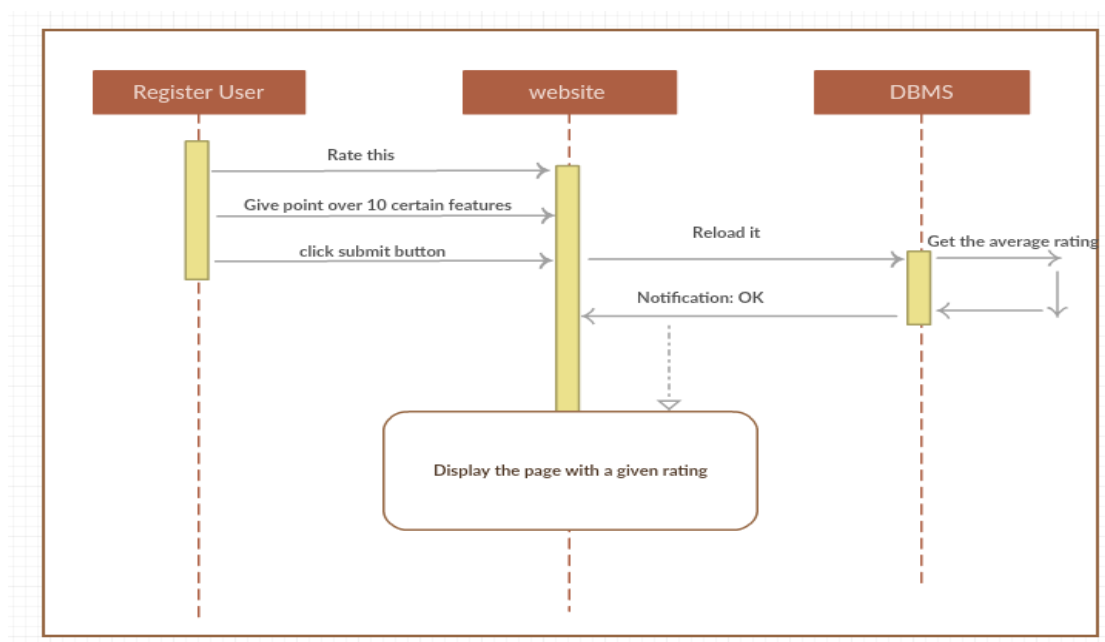 Register User
website
DBMS
Rate this
Give point over 10 certain features
click submit button
Reload it
Get the average rating
Notification: OK
Display the page with a given rating